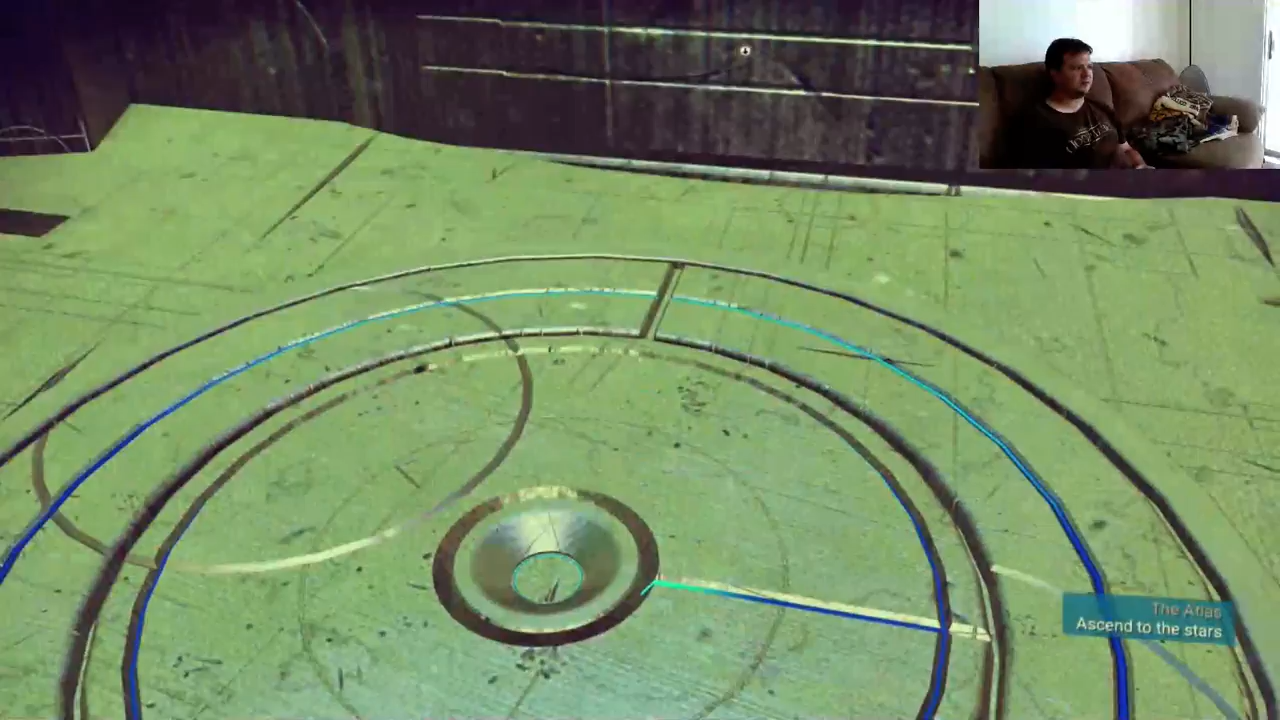 The Atlas
Ascend to the stars